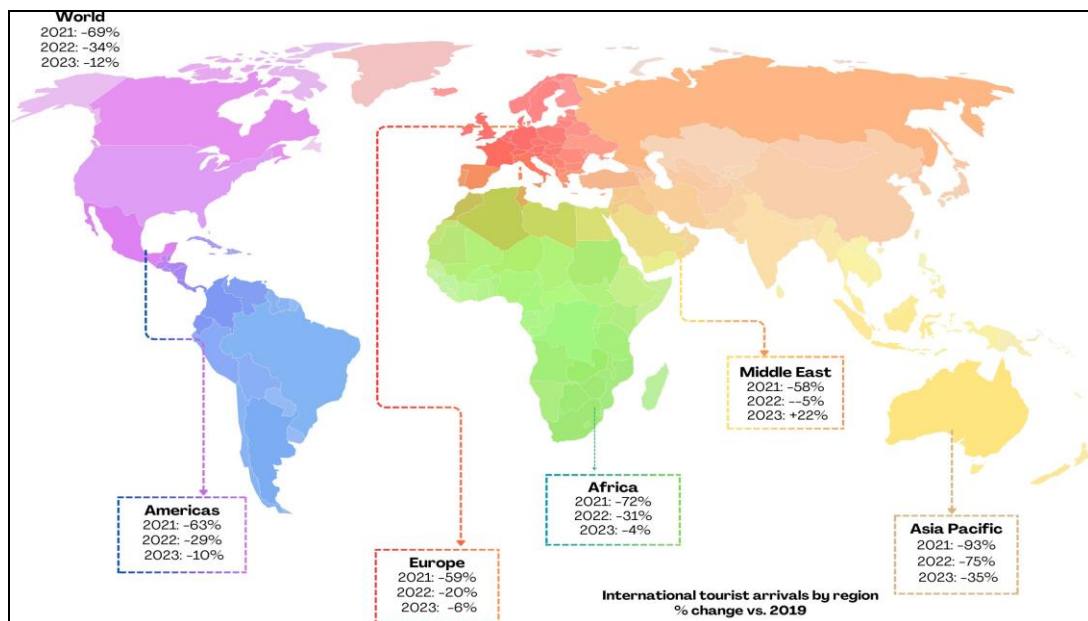 World
2021: -69%
2022: -34%
2023: -12%
Middle East
2021: -58%
2022: --5%
2023: +22%
Africa
2021: -72%
2022: -31%
2023: -4%
Americas
2021: -63%
2022: -29%
2023: -10%
Europe
2021: -59%
2022: -20%
2023: -6%
Asia Pacific
2021: -93%
2022: -75%
2023: -35%
International tourist arrivals by region
% change vs. 2019